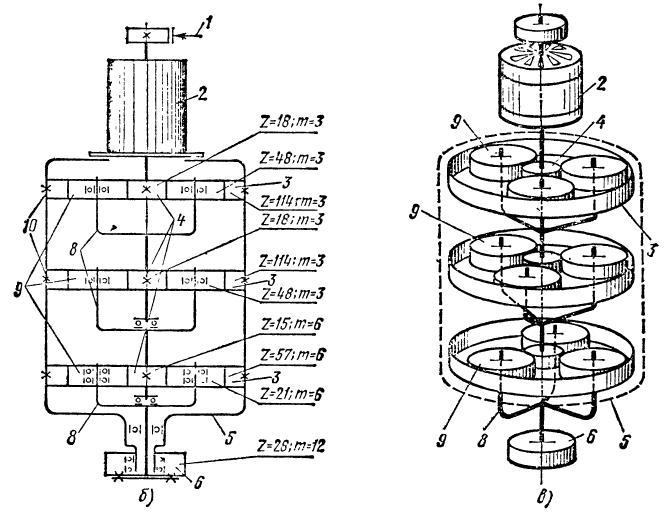 1
2
Z=18; m=3
Z=48; m=3
3
Z=114; m=3
4
Z=18; m=3
10
8
Z=114; m=3
3
9
Z=48; m=3
Z=15; m=6
Z=57; m=6
3
Z=21; m=6
8
5
Z=28; m=12
6
б)
2
9
4
9
3
9
8
6
5
в)